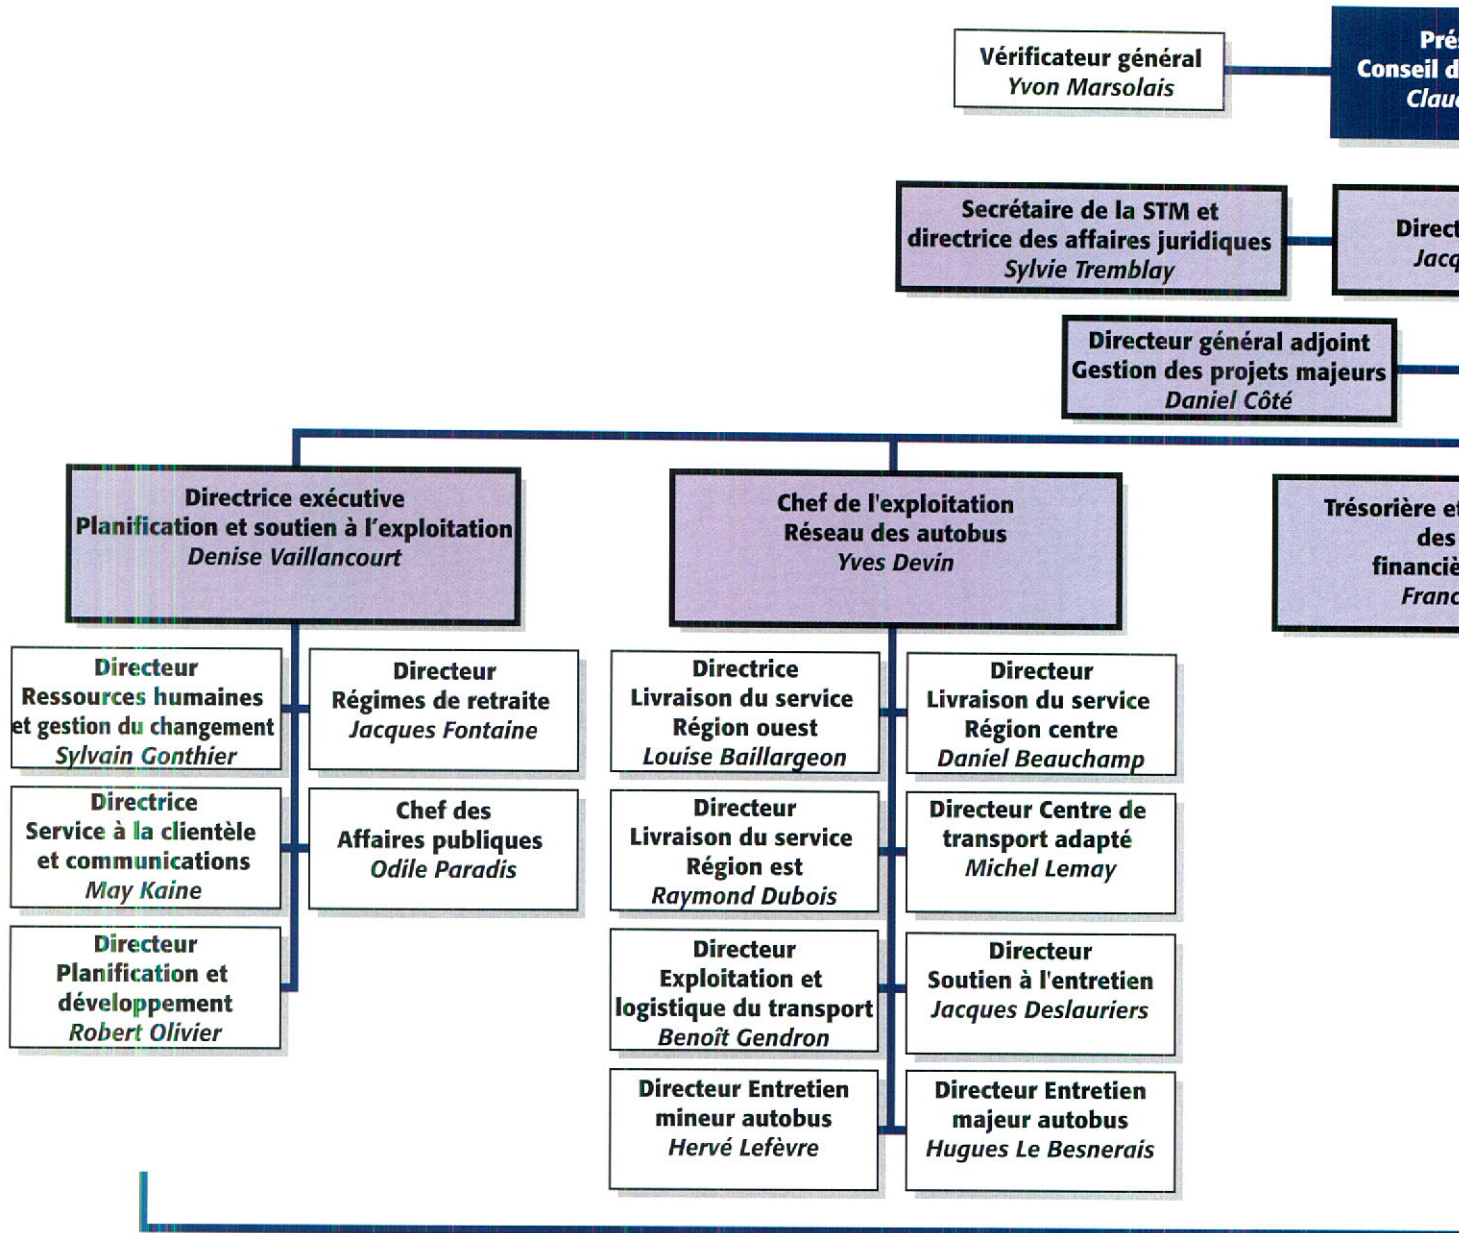 Vérificateur général
Yvon Marsolais
Conseil
Secrétaire de la STM et
directrice des affaires juridiques
Sylvie Tremblay
Directeur général adjoint
Gestion des projets majeurs
Daniel Côté
Directrice exécutive
Planification et soutien à l'exploitation
Denise Vaillancourt
Chef de l'exploitation
Réseau des autobus
Yves Devin
Trésorière et
des
Directeur
Ressources humaines
et gestion du changement
Sylvain Gonthier
Directeur
Régimes de retraite
Jacques Fontaine
Directrice
Service à la clientèle
et communications
May Kaine
Chef des
Affaires publiques
Odile Paradis
Directeur
Planification et
développement
Robert Olivier
Directrice
Livraison du service
Région ouest
Louise Baillargeon
Directeur
Livraison du service
Région centre
Daniel Beauchamp
Directeur
Livraison du service
Région est
Raymond Dubois
Directeur Centre de
transport adapté
Michel Lemay
Directeur
Exploitation et
logistique du transport
Benoît Gendron
Directeur
Soutien à l'entretien
Jacques Deslauriers
Directeur Entretien
mineur autobus
Hervé Lefèvre
Directeur Entretien
majeur autobus
Hugues Le Besnerais